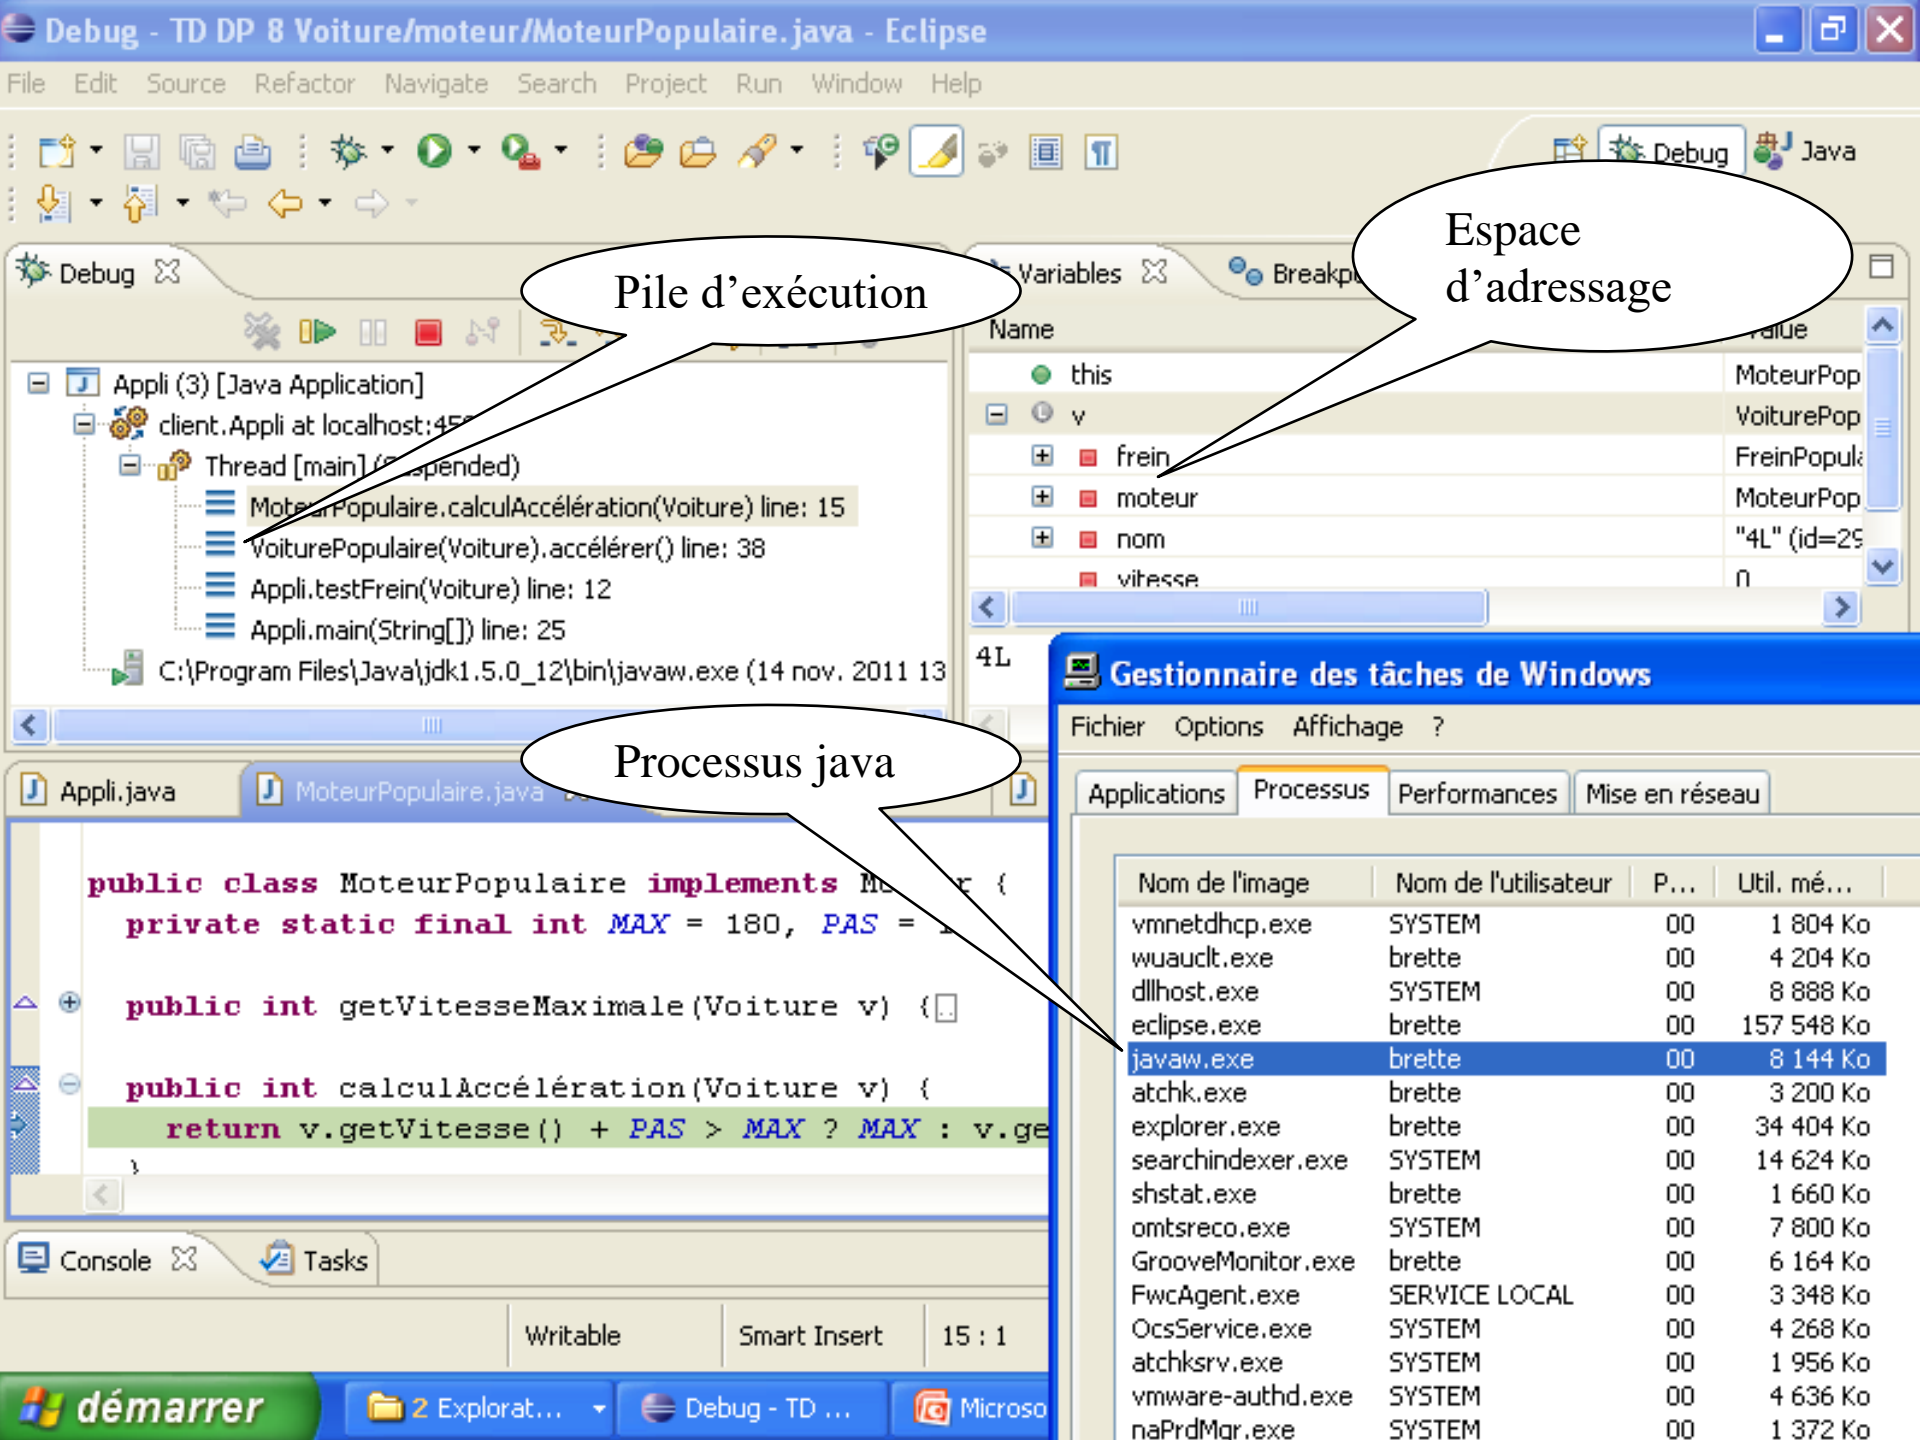 Debug - TD DP 8 Voiture/moteur/MoteurPopulaire.java - Eclipse
File Edit Source Refactor Navigate Search Project Run Window Help
Debug Java
Espace
d’adressage
Pile d’exécution
Debug
Variables
Name
Appli (3) [Java Application]
client.Appli at localhost:
Thread [main]
MoteurPopulaire.calculAccélération(Voiture) line: 15
VoiturePopulaire(Voiture).accélérer() line: 38
Appli.testFrein(Voiture) line: 12
Appli.main(String[]) line: 25
C:\Program Files\Java\jdk1.5.0_12\bin\javaw.exe (14 nov. 2011 13
this MoteurPop
v VoiturePop
frein FreinPopula
moteur MoteurPop
nom "4L" (id=29
vitesse 0
4L
Processus java
Appli.java MoteurPopulaire.java
public class MoteurPopulaire implements {
private static final int MAX = 180, PAS =
public int getVitesseMaximale(Voiture v) {
public int calculAccélération(Voiture v) {
return v.getVitesse() + PAS > MAX ? MAX : v.ge
}
Console Tasks
Writable Smart Insert 15 : 1
Gestionnaire des tâches de Windows
Fichier Options Affichage ?
Applications Processus Performances Mise en réseau
Nom de l'image Nom de l'utilisateur P... Util. mé...
vmnetdhcp.exe SYSTEM 00 1 804 Ko
wuauclt.exe brette 00 4 204 Ko
dllhost.exe SYSTEM 00 8 888 Ko
eclipse.exe brette 00 157 548 Ko
javaw.exe brette 00 8 144 Ko
atchk.exe brette 00 3 200 Ko
explorer.exe brette 00 34 404 Ko
searchindexer.exe SYSTEM 00 14 624 Ko
shstat.exe brette 00 1 660 Ko
omtsreco.exe SYSTEM 00 7 800 Ko
GrooveMonitor.exe brette 00 6 164 Ko
FwcAgent.exe SERVICE LOCAL 00 3 348 Ko
OcsService.exe SYSTEM 00 4 268 Ko
atchksrv.exe SYSTEM 00 1 956 Ko
vmware-authd.exe SYSTEM 00 4 636 Ko
naPrdMgr.exe SYSTEM 00 1 372 Ko
démarrer 2 Explorat... Debug - TD ... Microso